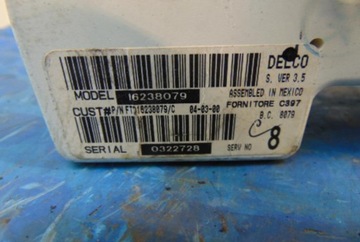 DELCO
S. VER 3.5
MODEL 16238079
ASSEMBLED IN MEXICO
CUST# P/N FT316238079/C 04-03-00 FORNITORE C397
B.C. 8079
8
SERIAL 0322728 SERV NO